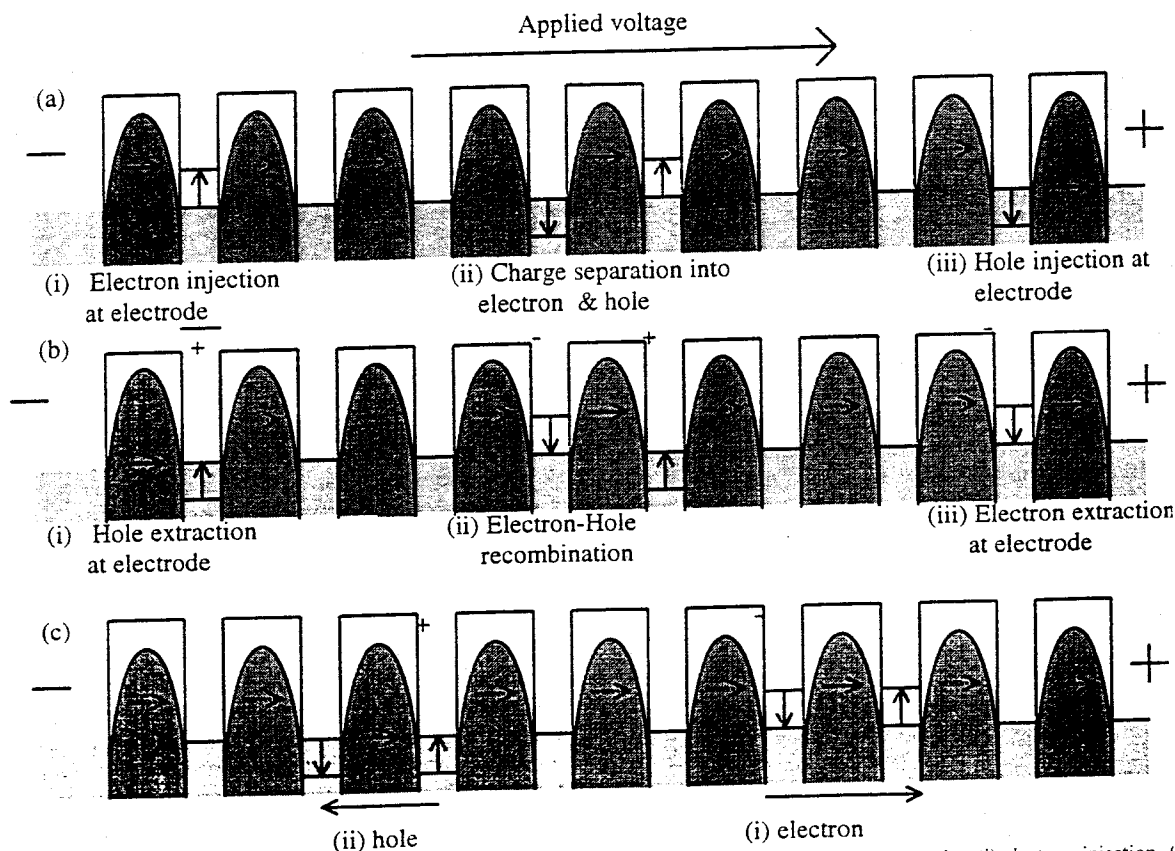 Applied voltage
(a)
− +
(i) Electron injection
at electrode
(ii) Charge separation into
electron & hole
(iii) Hole injection at
electrode
(b)
+ - + -
− +
(i) Hole extraction
at electrode
(ii) Electron-Hole
recombination
(iii) Electron extraction
at electrode
(c)
+ -
− +
(ii) hole
(i) electron